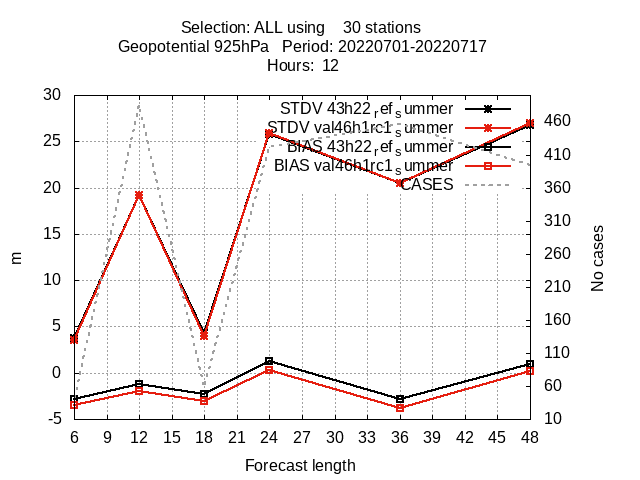 Selection: ALL using    30 stations
Geopotential 925hPa   Period: 20220701-20220717
Hours:  12
30
25
20
15
10
5
0
-5
m
STDV 43h22_ref_summer
STDV val46h1rc1_summer
BIAS 43h22_ref_summer
BIAS val46h1rc1_summer
CASES
460
410
360
310
260
210
160
110
60
10
No cases
6 9 12 15 18 21 24 27 30 33 36 39 42 45 48
Forecast length